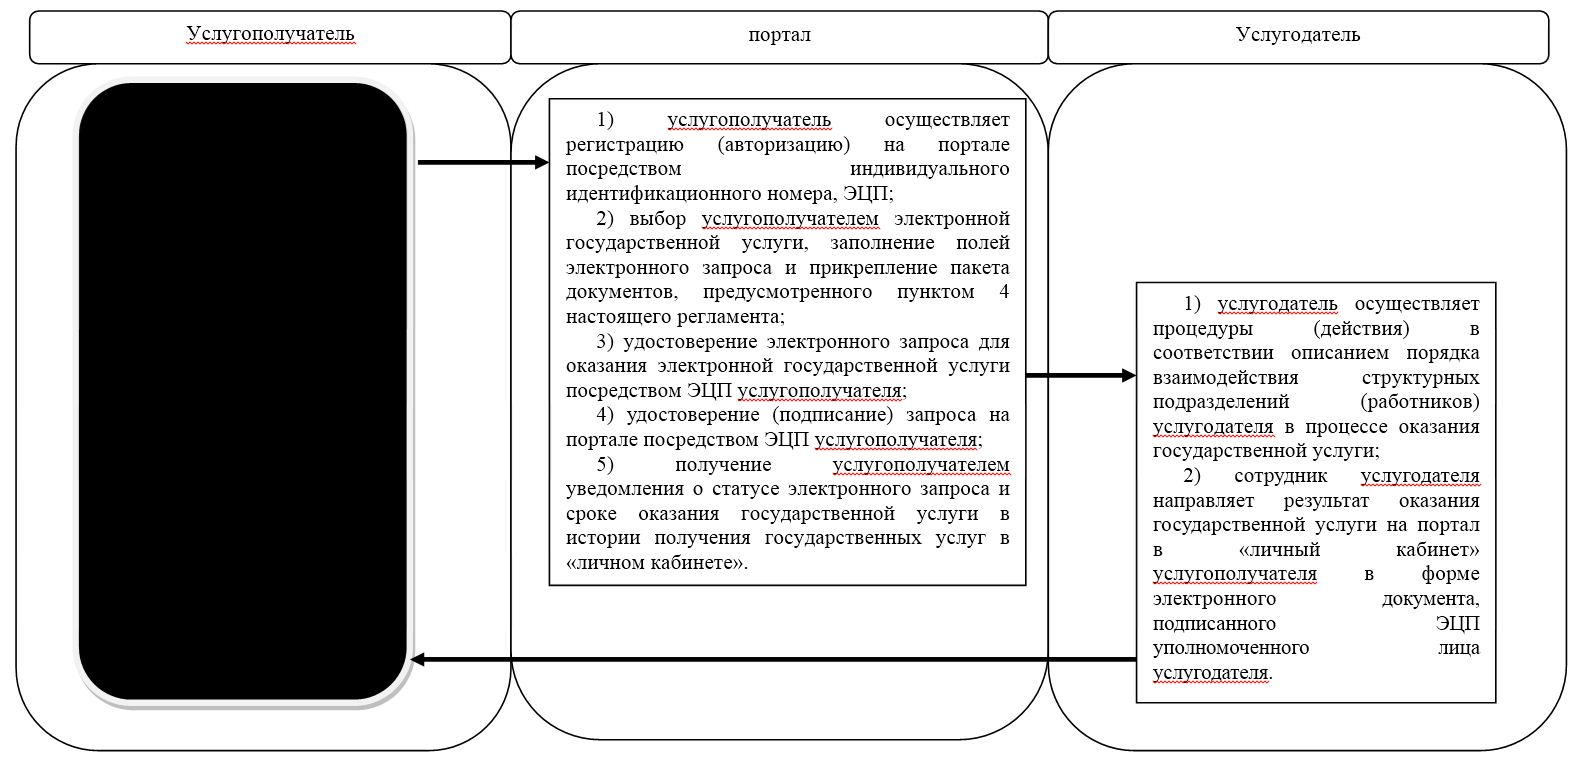 Услугополучатель
портал
Услугодатель
1) услугополучатель осуществляет
регистрацию (авторизацию) на портале
посредством индивидуального
идентификационного номера, ЭЦП;
2) выбор услугополучателем электронной
государственной услуги, заполнение полей
электронного запроса и прикрепление пакета
документов, предусмотренного пунктом 4
настоящего регламента;
3) удостоверение электронного запроса для
оказания электронной государственной услуги
посредством ЭЦП услугополучателя;
4) удостоверение (подписание) запроса на
портале посредством ЭЦП услугополучателя;
5) получение услугополучателем
уведомления о статусе электронного запроса и
сроке оказания государственной услуги в
истории получения государственных услуг в
«личном кабинете».
1) услугодатель осуществляет
процедуры (действия) в
соответствии описанием порядка
взаимодействия структурных
подразделений (работников)
услугодателя в процессе оказания
государственной услуги;
2) сотрудник услугодателя
направляет результат оказания
государственной услуги на портал
в «личный кабинет»
услугополучателя в форме
электронного документа,
подписанного ЭЦП
уполномоченного лица
услугодателя.